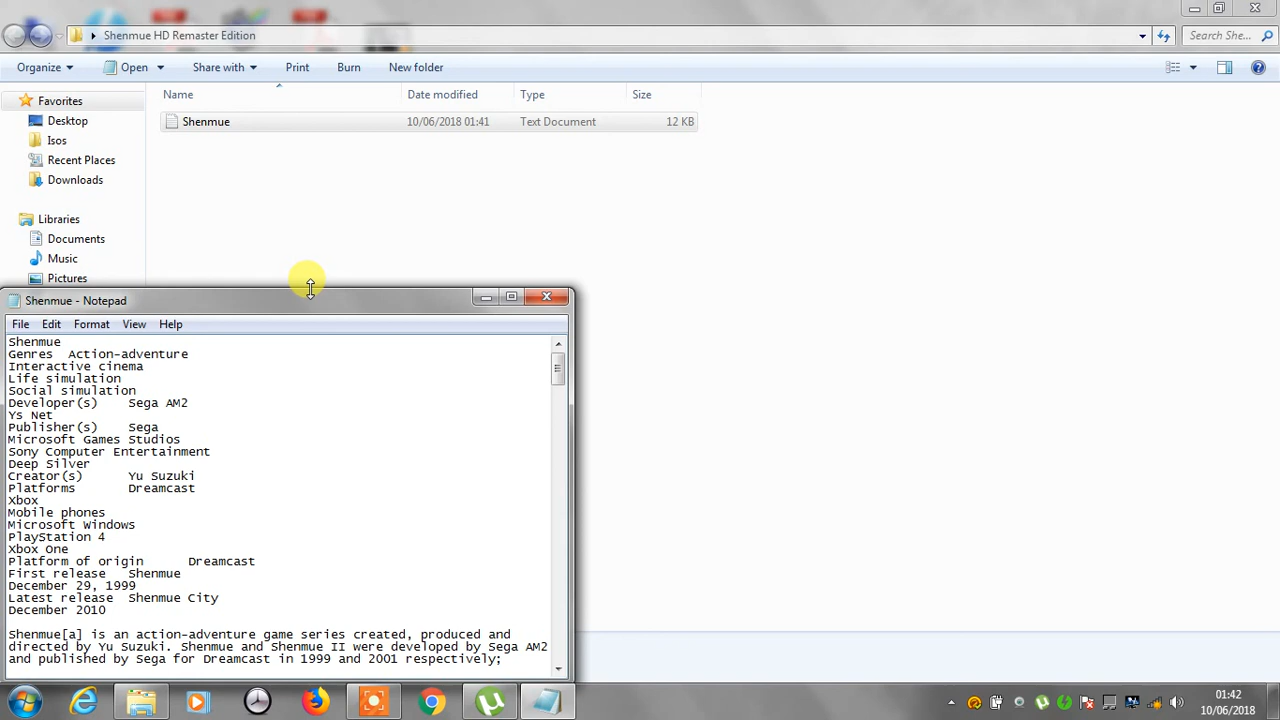 Shenmue HD Remaster Edition
Search She...
Organize
Open
Share with
Print
Burn
New folder
Favorites
Desktop
Isos
Recent Places
Downloads
Libraries
Documents
Music
Pictures
Name
Date modified
Type
Size
Shenmue
10/06/2018 01:41
Text Document
12 KB
Shenmue - Notepad
File
Edit
Format
View
Help
Shenmue
Genres Action-adventure
Interactive cinema
Life simulation
Social simulation
Developer(s) Sega AM2
Ys Net
Publisher(s) Sega
Microsoft Games Studios
Sony Computer Entertainment
Deep Silver
Creator(s) Yu Suzuki
Platforms Dreamcast
Xbox
Mobile phones
Microsoft Windows
PlayStation 4
Xbox One
Platform of origin Dreamcast
First release Shenmue
December 29, 1999
Latest release Shenmue City
December 2010
Shenmue[a] is an action-adventure game series created, produced and
directed by Yu Suzuki. Shenmue and Shenmue II were developed by Sega AM2
and published by Sega for Dreamcast in 1999 and 2001 respectively;
01:42
10/06/2018